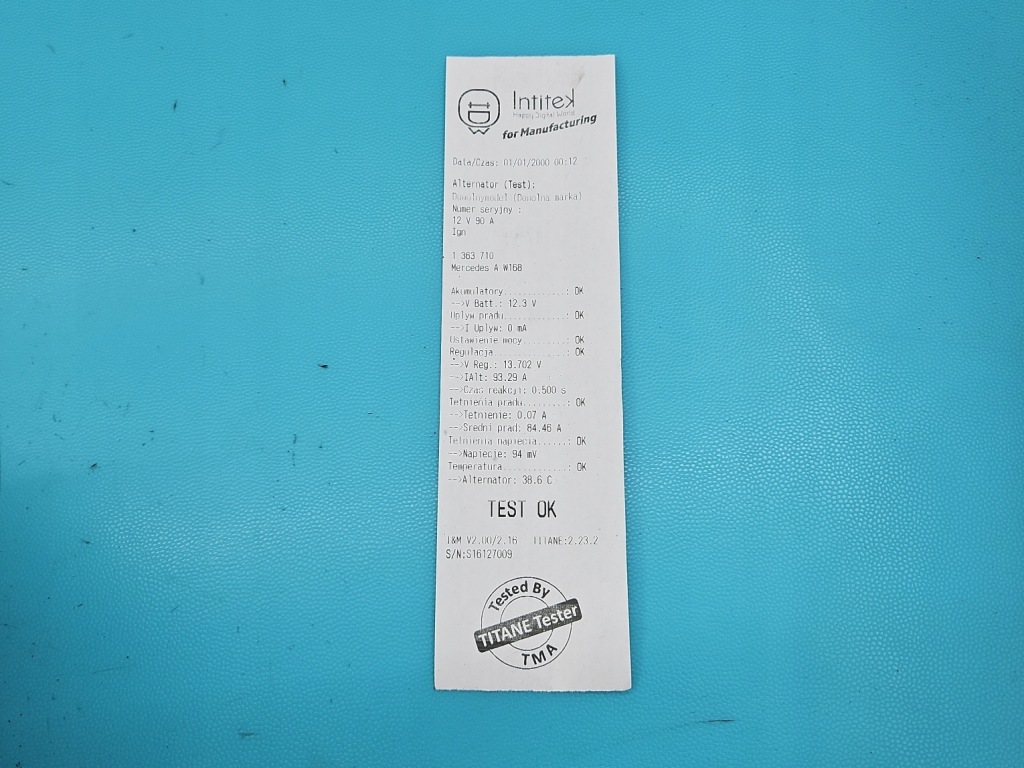 Intitek
Happy Digital World
for Manufacturing
Data/Czas: 01/01/2000 00:12
Alternator (Test):
Dowolnymodel (Dowolna marka)
Numer seryjny :
12 V 90 A
Ign
1 363 710
Mercedes A W168
Akumulatory............: OK
-->V Batt.: 12.3 V
Uplyw pradu............: OK
-->I Uplyw: 0 mA
Ustawienie mocy........: OK
Regulacja..............: OK
-->V Reg.: 13.702 V
-->IAlt: 93.29 A
-->Czas reakcji: 0.500 s
Tetnienia pradu........: OK
-->Tetnienie: 0.07 A
-->Sredni prad: 84.46 A
Tetnienia napiecia.....: OK
-->Napiecie: 94 mV
Temperatura............: OK
-->Alternator: 38.6 C
TEST OK
T&M V2.00/2.16 TITANE:2.23.2
S/N:S16127009
Tested By
TITANE Tester
TMA